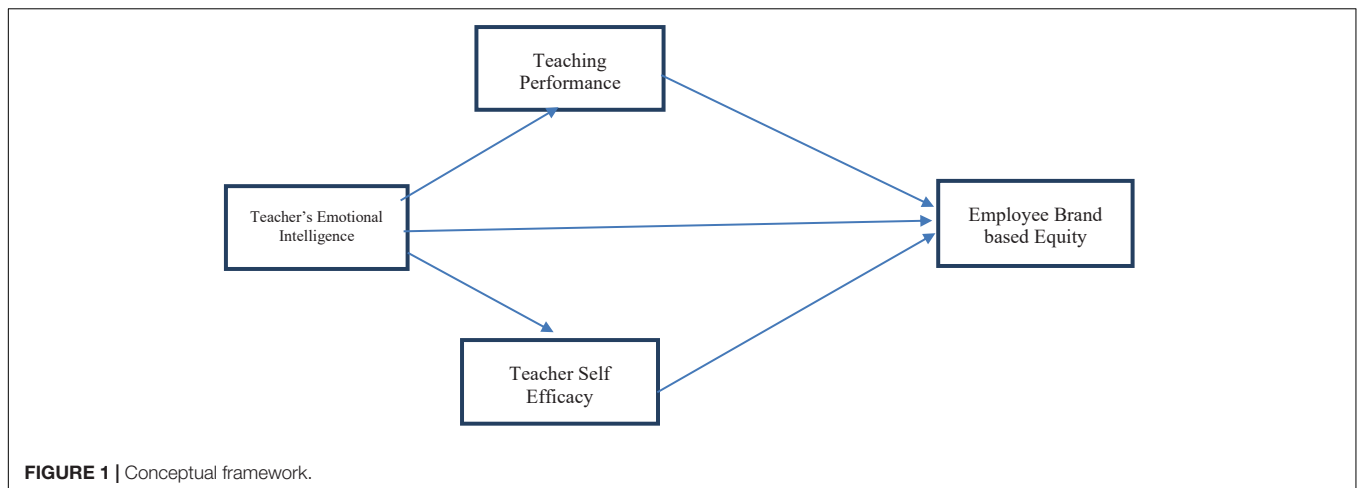 Teaching
Performance
Teacher's Emotional
Intelligence
Employee Brand
based Equity
Teacher Self
Efficacy
FIGURE 1 | Conceptual framework.